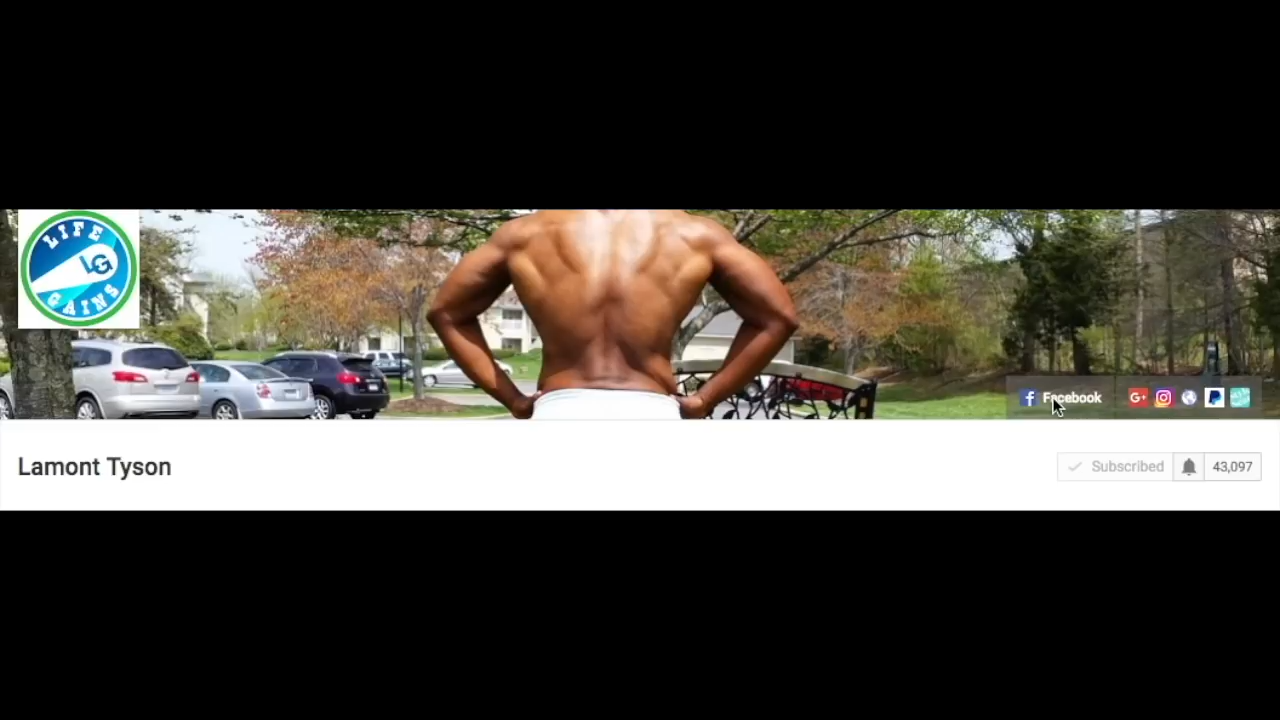 LIFE
LG
GAINS
Facebook
G+
Lamont Tyson
Subscribed
43,097